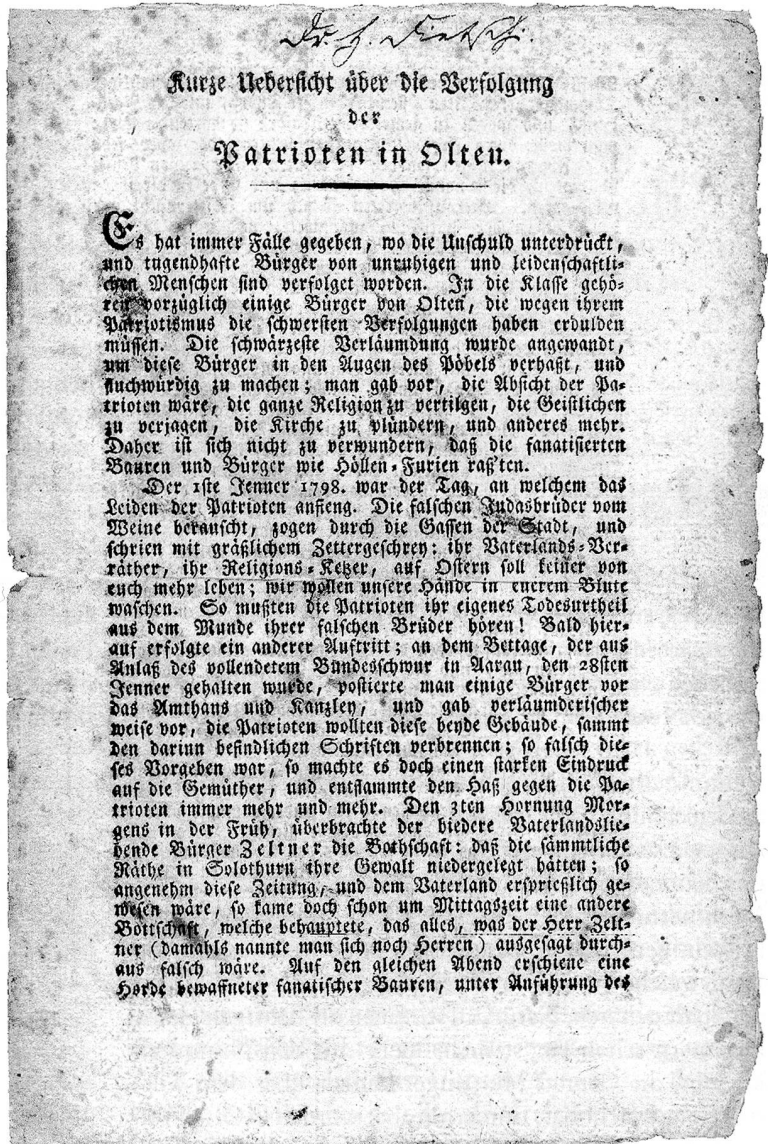 Dr. H. Dietschi.
Kurze Uebersicht über die Verfolgung
der
Patrioten in Olten.
Es hat immer Fälle gegeben, wo die Unschuld unterdrückt,
und tugendhafte Bürger von unruhigen und leidenschaftli-
chen Menschen sind verfolget worden. In die Klasse gehö-
ren vorzüglich einige Bürger von Olten, die wegen ihrem
Patriotismus die schwersten Verfolgungen haben erdulden
müssen. Die schwärzeste Verläumdung wurde angewandt,
um diese Bürger in den Augen des Pöbels verhaßt, und
fluchwürdig zu machen; man gab vor, die Absicht der Pa-
trioten wäre, die ganze Religion zu vertilgen, die Geistlichen
zu verjagen, die Kirche zu plündern, und anderes mehr.
Daher ist sich nicht zu verwundern, daß die fanatisierten
Bauren und Bürger wie Höllen-Furien raß'ten.
Der 1ste Jenner 1798. war der Tag, an welchem das
Leiden der Patrioten anfieng. Die falschen Judasbrüder vom
Weine berauscht, zogen durch die Gassen der Stadt, und
schrien mit gräßlichem Zettergeschrey: ihr Vaterlands-Ver-
räther, ihr Religions-Ketzer, auf Ostern soll keiner von
euch mehr leben; wir wollen unsere Hände in euerem Blute
waschen. So mußten die Patrioten ihr eigenes Todesurtheil
aus dem Munde ihrer falschen Brüder hören! Bald hier-
auf erfolgte ein anderer Auftritt; an dem Bettage, der aus
Anlaß des vollendetem Bundesschwur in Aarau, den 28sten
Jenner gehalten wurde, postierte man einige Bürger vor
das Amthaus und Kanzley, und gab verläumderischer
weise vor, die Patrioten wollten diese beyde Gebäude, sammt
den darinn befindlichen Schriften verbrennen; so falsch die-
ses Vorgeben war, so machte es doch einen starken Eindruck
auf die Gemüther, und entflammte den Haß gegen die Pa-
trioten immer mehr und mehr. Den 3ten Hornung Mor-
gens in der Früh, überbrachte der biedere Vaterlandslie-
bende Bürger Zeltner die Bothschaft: daß die sämmtliche
Räthe in Solothurn ihre Gewalt niedergelegt hätten; so
angenehm diese Zeitung, und dem Vaterland ersprießlich ge-
wesen wäre, so kame doch schon um Mittagszeit eine andere
Bottschaft, welche behauptete, das alles, was der Herr Zelt-
ner (damahls nannte man sich noch Herren) ausgesagt durch-
aus falsch wäre. Auf den gleichen Abend erschiene eine
Horde bewaffneter fanatischer Bauren, unter Anführung des